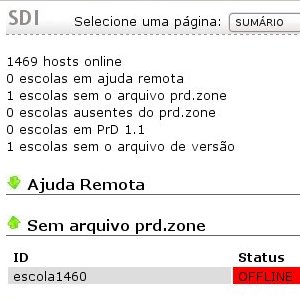 SDI
Selecione uma página: SUMÁRIO
1469 hosts online
0 escolas em ajuda remota
1 escolas sem o arquivo prd.zone
0 escolas ausentes do prd.zone
0 escolas em PrD 1.1
1 escolas sem o arquivo de versão
Ajuda Remota
Sem arquivo prd.zone
ID Status
escola1460 OFFLINE